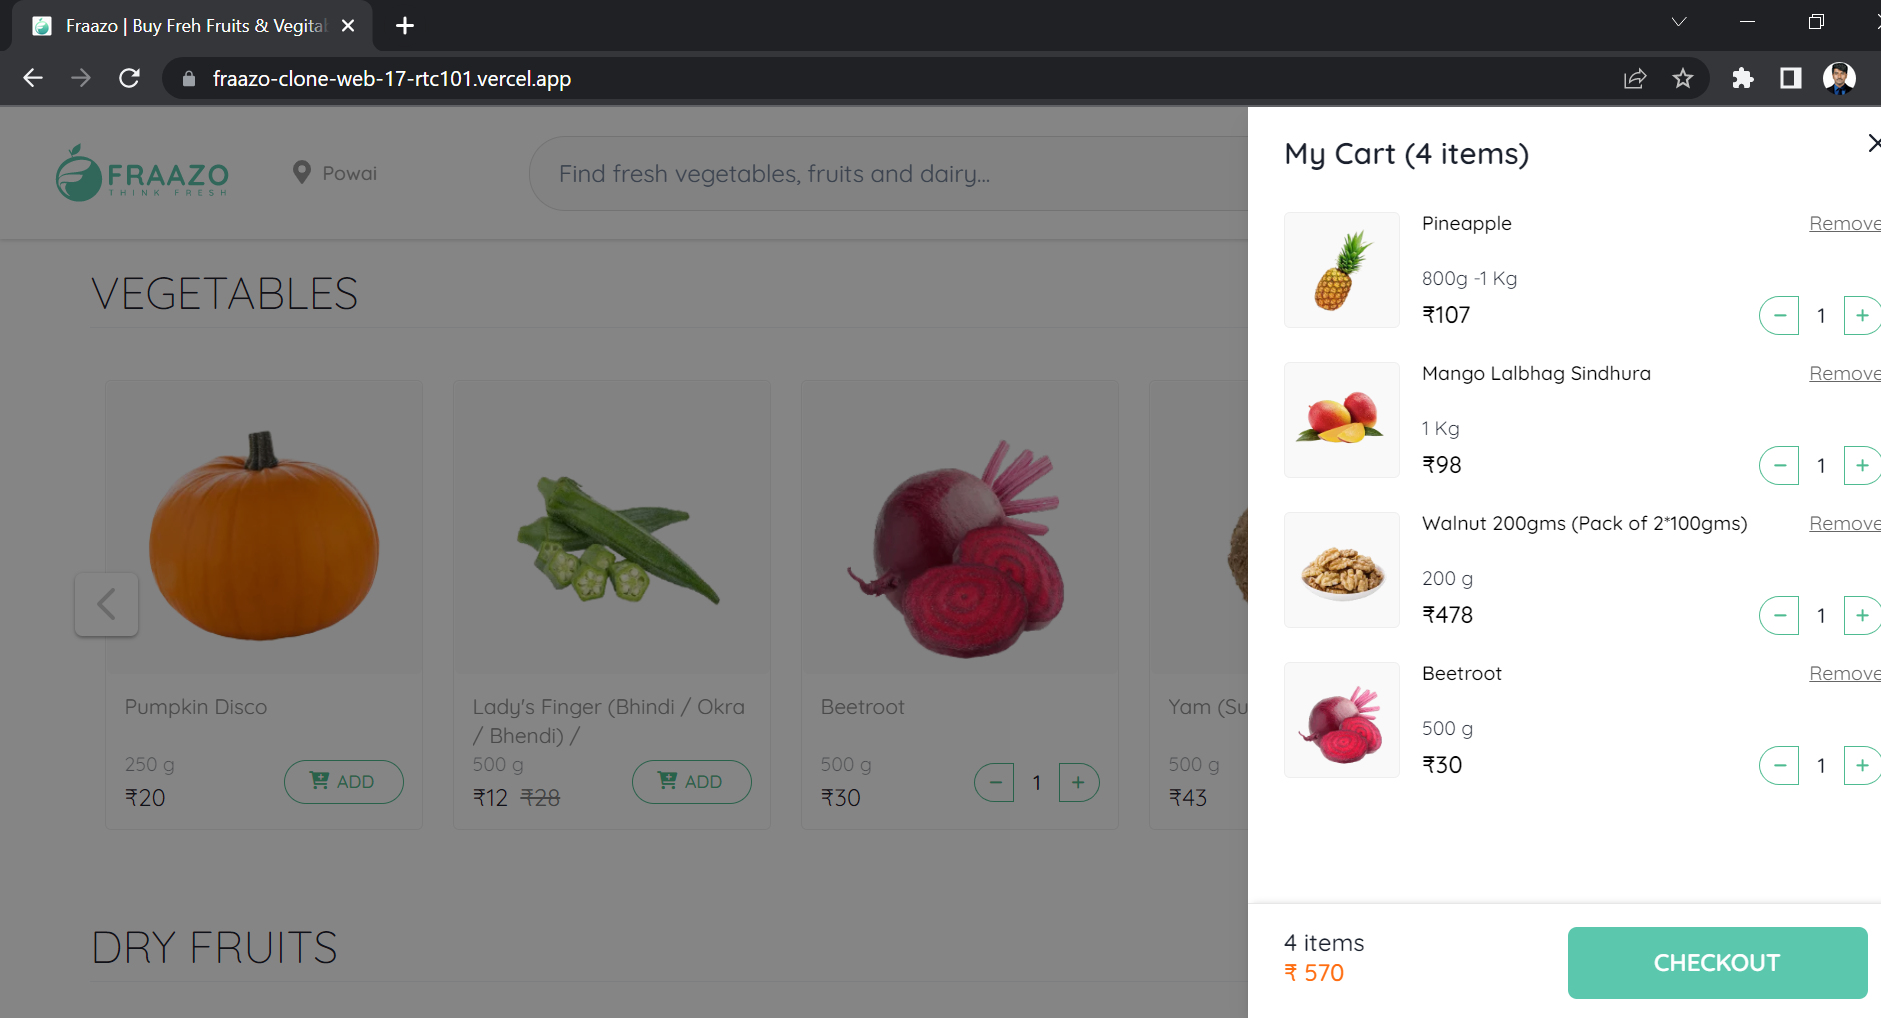 Fraazo | Buy Freh Fruits & Vegital
fraazo-clone-web-17-rtc101.vercel.app
FRAAZO
THINK FRESH
Powai
Find fresh vegetables, fruits and dairy...
VEGETABLES
Pumpkin Disco
250 g
₹20
ADD
Lady's Finger (Bhindi / Okra
/ Bhendi) /
500 g
₹12 ₹28
ADD
Beetroot
500 g
₹30
− 1 +
Yam (Su
500 g
₹43
DRY FRUITS
My Cart (4 items)
Pineapple
Remove
800g -1 Kg
₹107
− 1 +
Mango Lalbhag Sindhura
Remove
1 Kg
₹98
− 1 +
Walnut 200gms (Pack of 2*100gms)
Remove
200 g
₹478
− 1 +
Beetroot
Remove
500 g
₹30
− 1 +
4 items
₹ 570
CHECKOUT